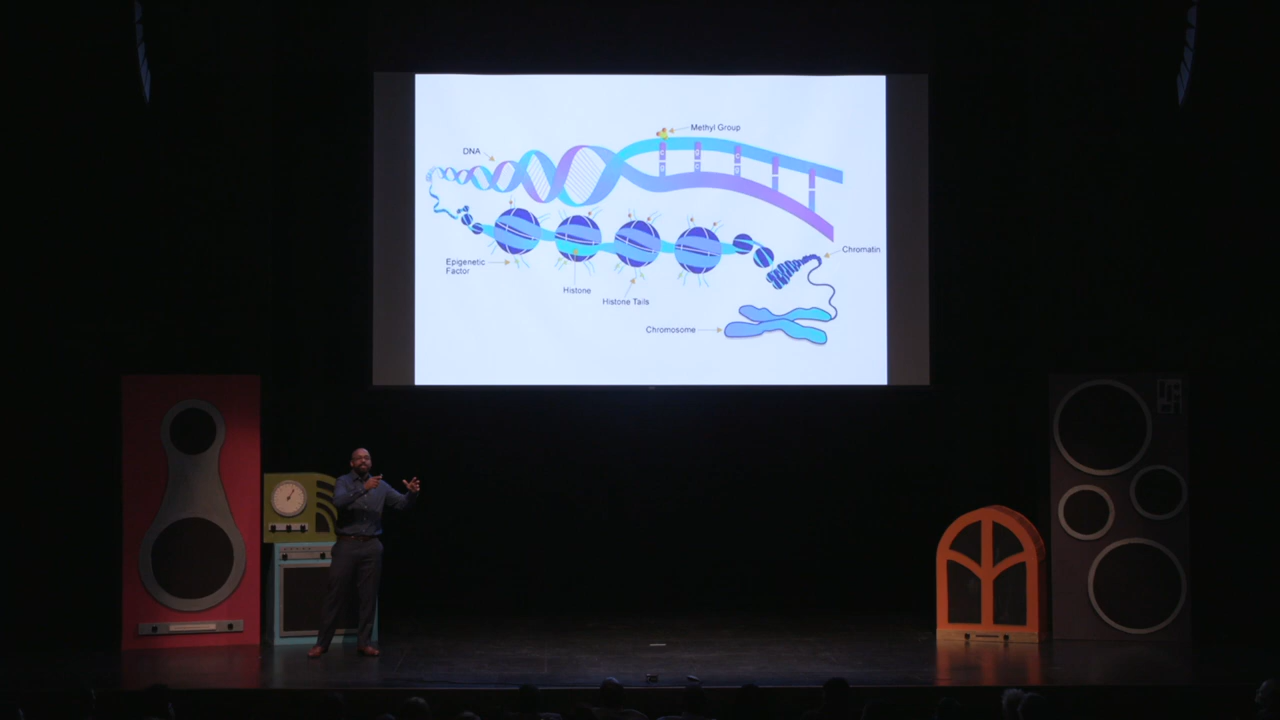 Methyl Group
DNA
Chromatin
Epigenetic
Factor
Histone
Histone Tails
Chromosome